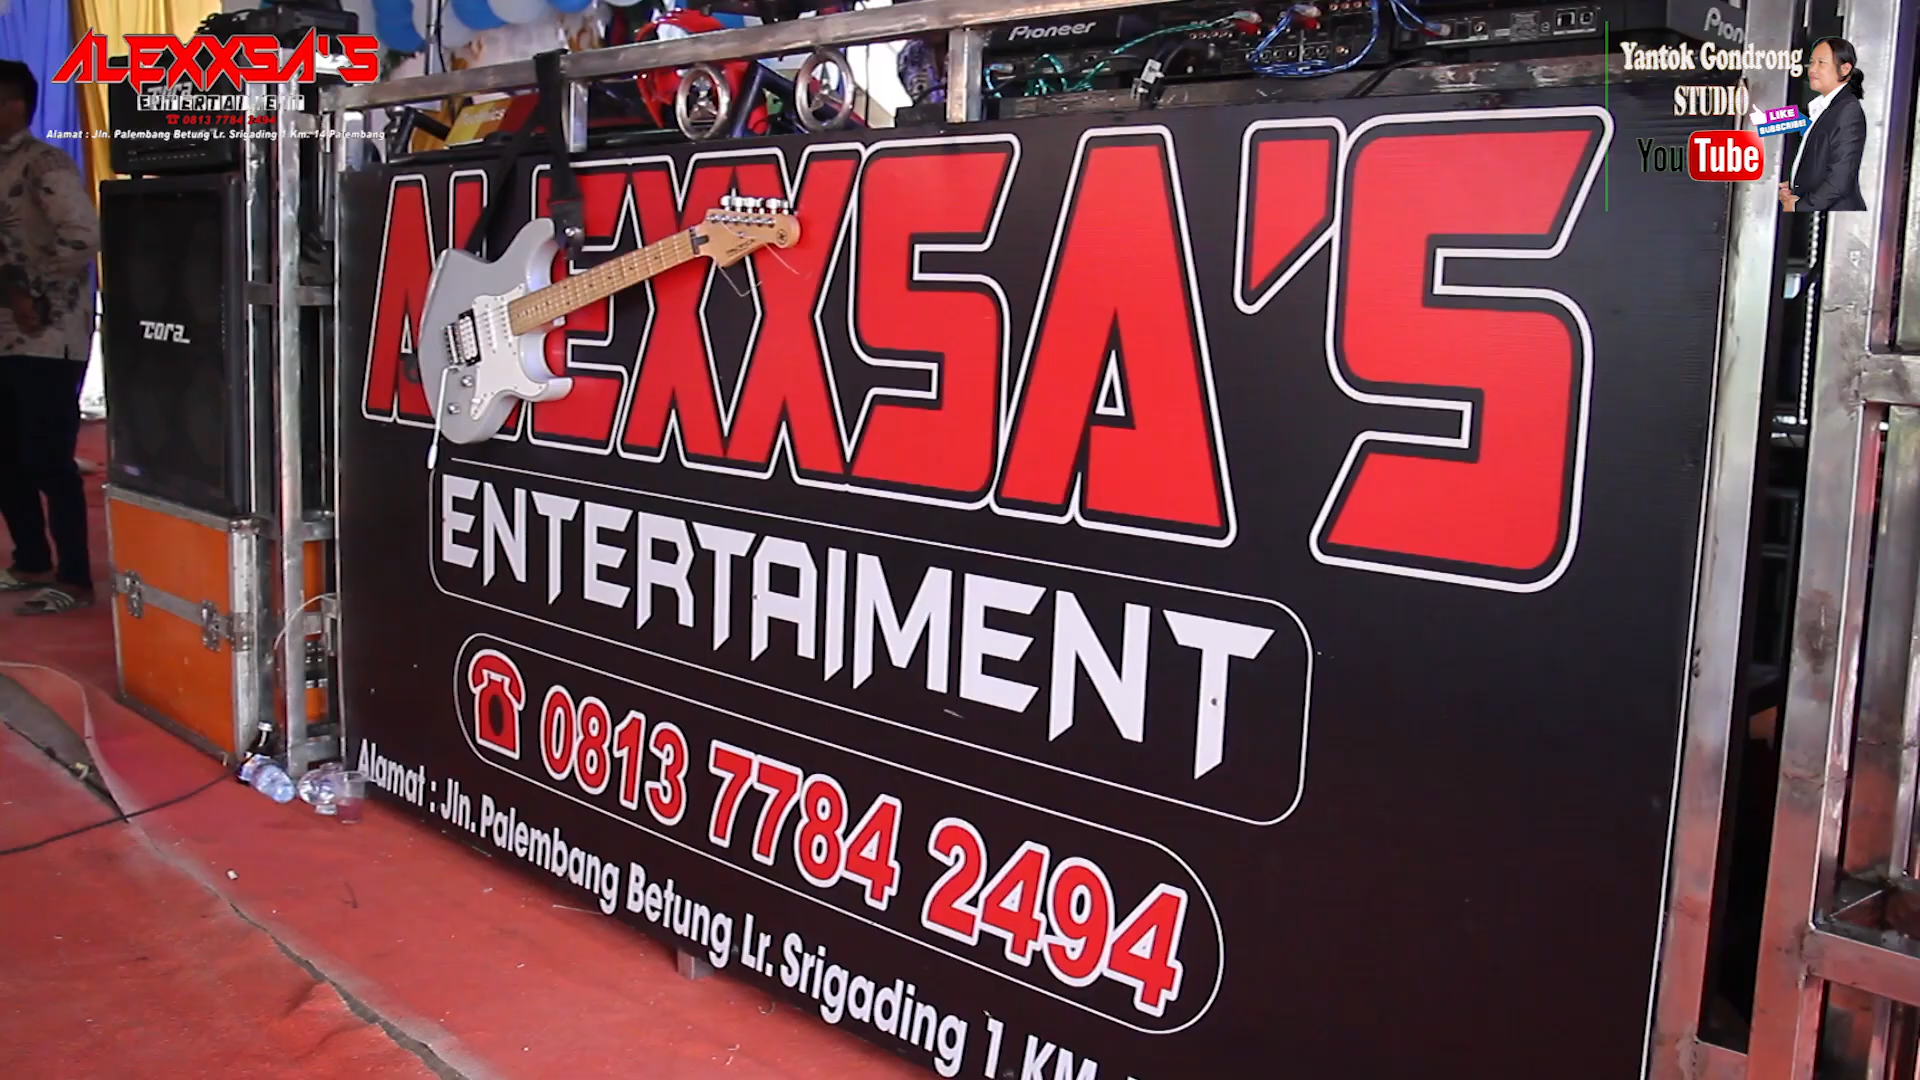 ALEXXSA'S
ENTERTAIMENT
☎ 0813 7784 2494
Alamat : Jln. Palembang Betung Lr. Srigading 1 Km. 14 Palembang
Yantok Gondrong
STUDIO
LIKE
SUBSCRIBE!
YouTube
Pioneer
cora
ALEXXSA'S
ENTERTAIMENT
☎ 0813 7784 2494
Alamat : Jln. Palembang Betung Lr. Srigading 1 KM